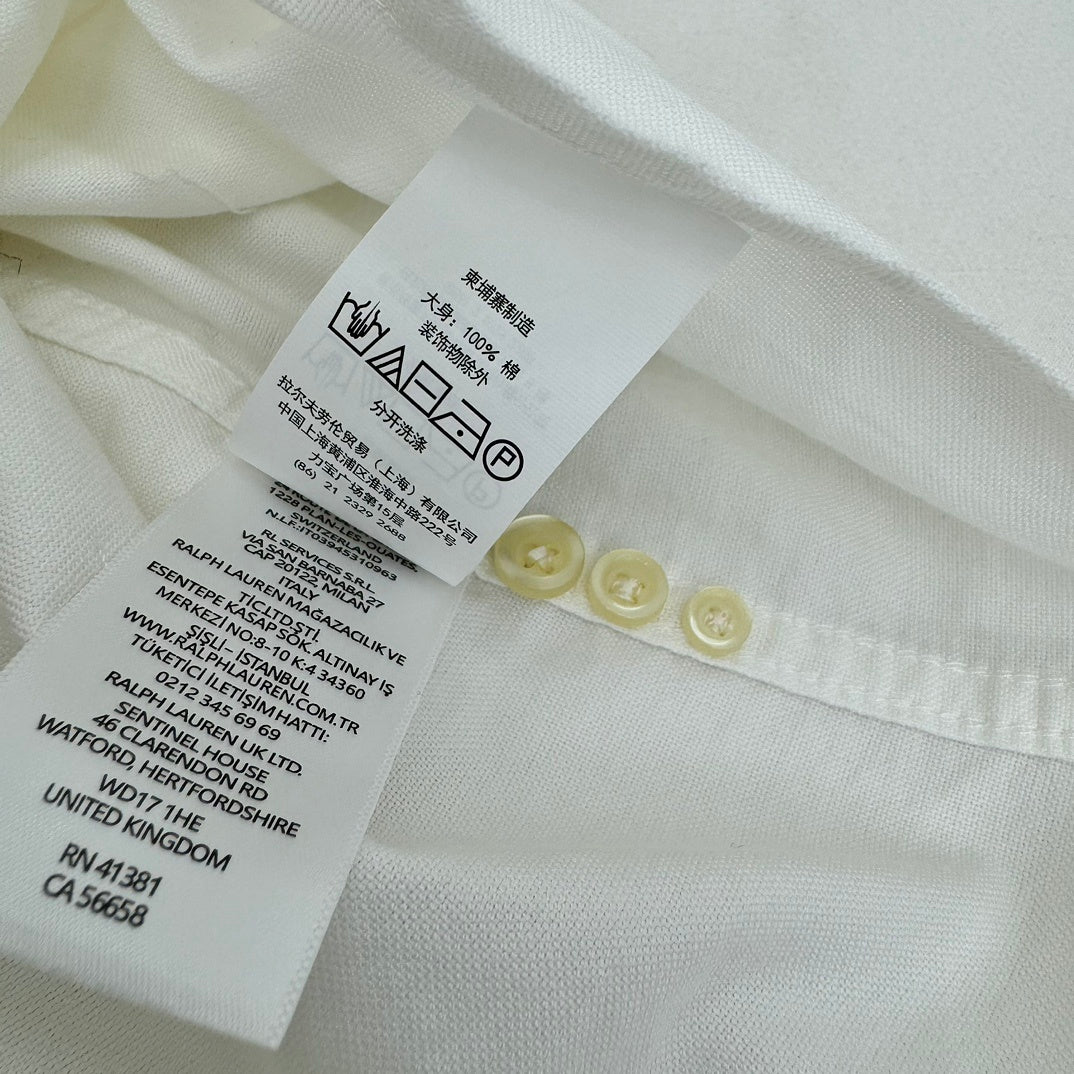 柬埔寨制造
大身: 100% 棉
装饰物除外
分开洗涤
P
拉尔夫劳伦贸易（上海）有限公司
中国上海黄浦区淮海中路222号
力宝广场第15层
(86) 21 2329 2688
1228 PLAN-LES-OUATES,
SWITZERLAND
N.I.F.:IT03945310963
RL SERVICES S.R.L.
VIA SAN BARNABA 27
CAP 20122, MILAN
ITALY
RALPH LAUREN MAĞAZACILIK VE
TİC.LTD.ŞTİ.
ESENTEPE KASAP SOK. ALTINAY İŞ
MERKEZİ NO:8-10 K:4 34360
ŞİŞLİ– İSTANBUL
WWW.RALPHLAUREN.COM.TR
TÜKETİCİ İLETİŞİM HATTI:
0212 345 69 69
RALPH LAUREN UK LTD.
SENTINEL HOUSE
46 CLARENDON RD
WATFORD, HERTFORDSHIRE
WD17 1HE
UNITED KINGDOM
RN 41381
CA 56658